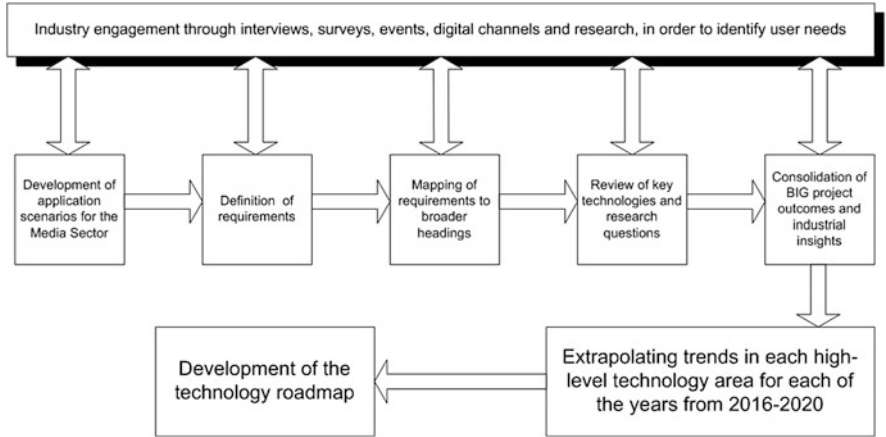 Industry engagement through interviews, surveys, events, digital channels and research, in order to identify user needs
Development of
application
scenarios for the
Media Sector
Definition of
requirements
Mapping of
requirements to
broader
headings
Review of key
technologies and
research
questions
Consolidation of
BIG project
outcomes and
industrial
insights
Extrapolating trends in each high-
level technology area for each of
the years from 2016-2020
Development of the
technology roadmap